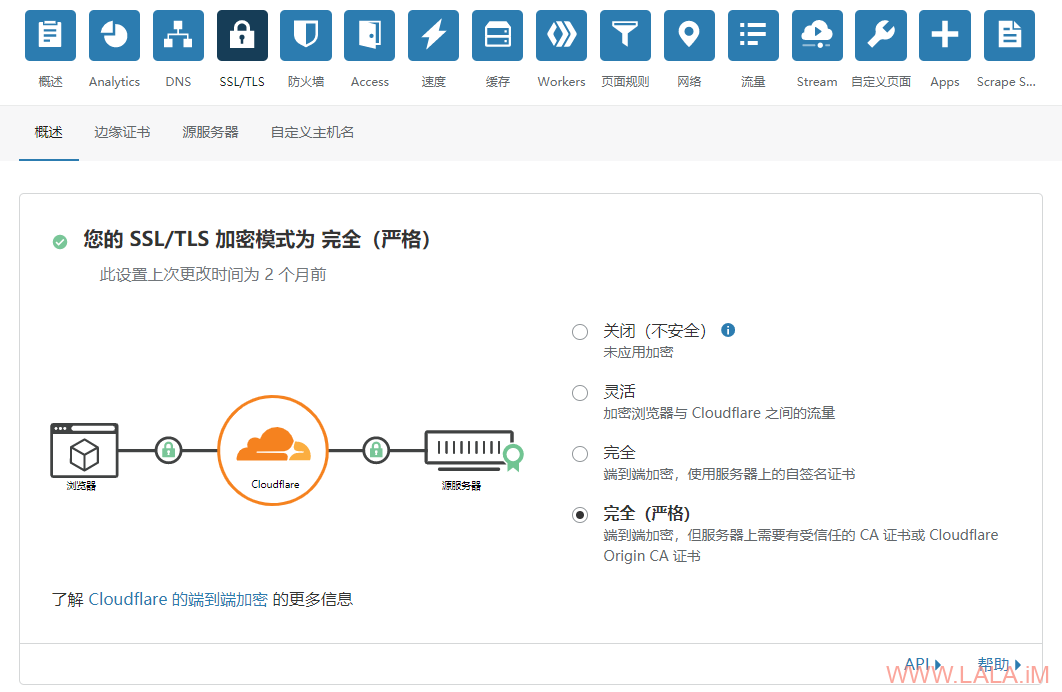 概述 Analytics DNS SSL/TLS 防火墙 Access 速度 缓存 Workers 页面规则 网络 流量 Stream 自定义页面 Apps Scrape S...
概述 边缘证书 源服务器 自定义主机名
您的 SSL/TLS 加密模式为 完全（严格）
此设置上次更改时间为 2 个月前
关闭（不安全）
未应用加密
灵活
加密浏览器与 Cloudflare 之间的流量
完全
端到端加密，使用服务器上的自签名证书
完全（严格）
端到端加密，但服务器上需要有受信任的 CA 证书或 Cloudflare
Origin CA 证书
浏览器
Cloudflare
源服务器
了解 Cloudflare 的端到端加密 的更多信息
API 帮助
WWW.LALA.iM